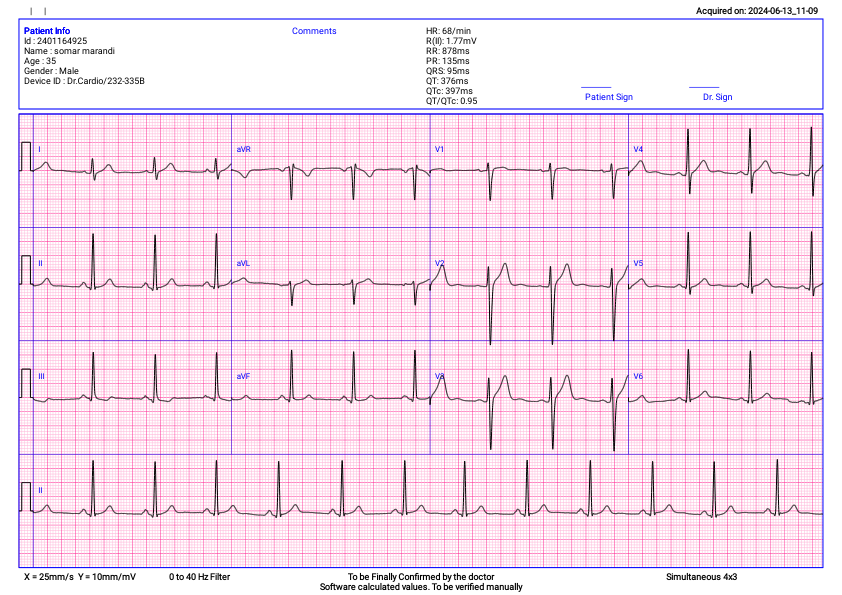 Acquired on: 2024-06-13_11-09
Patient Info
Id : 2401164925
Name : somar marandi
Age : 35
Gender : Male
Device ID : Dr.Cardio/232-335B
Comments
HR: 68/min
R(II): 1.77mV
RR: 878ms
PR: 135ms
QRS: 95ms
QT: 376ms
QTc: 397ms
QT/QTc: 0.95
Patient Sign
Dr. Sign
I
aVR
V1
V4
II
aVL
V2
V5
III
aVF
V3
V6
II
X = 25mm/s Y = 10mm/mV
0 to 40 Hz Filter
To be Finally Confirmed by the doctor
Simultaneous 4x3
Software calculated values. To be verified manually